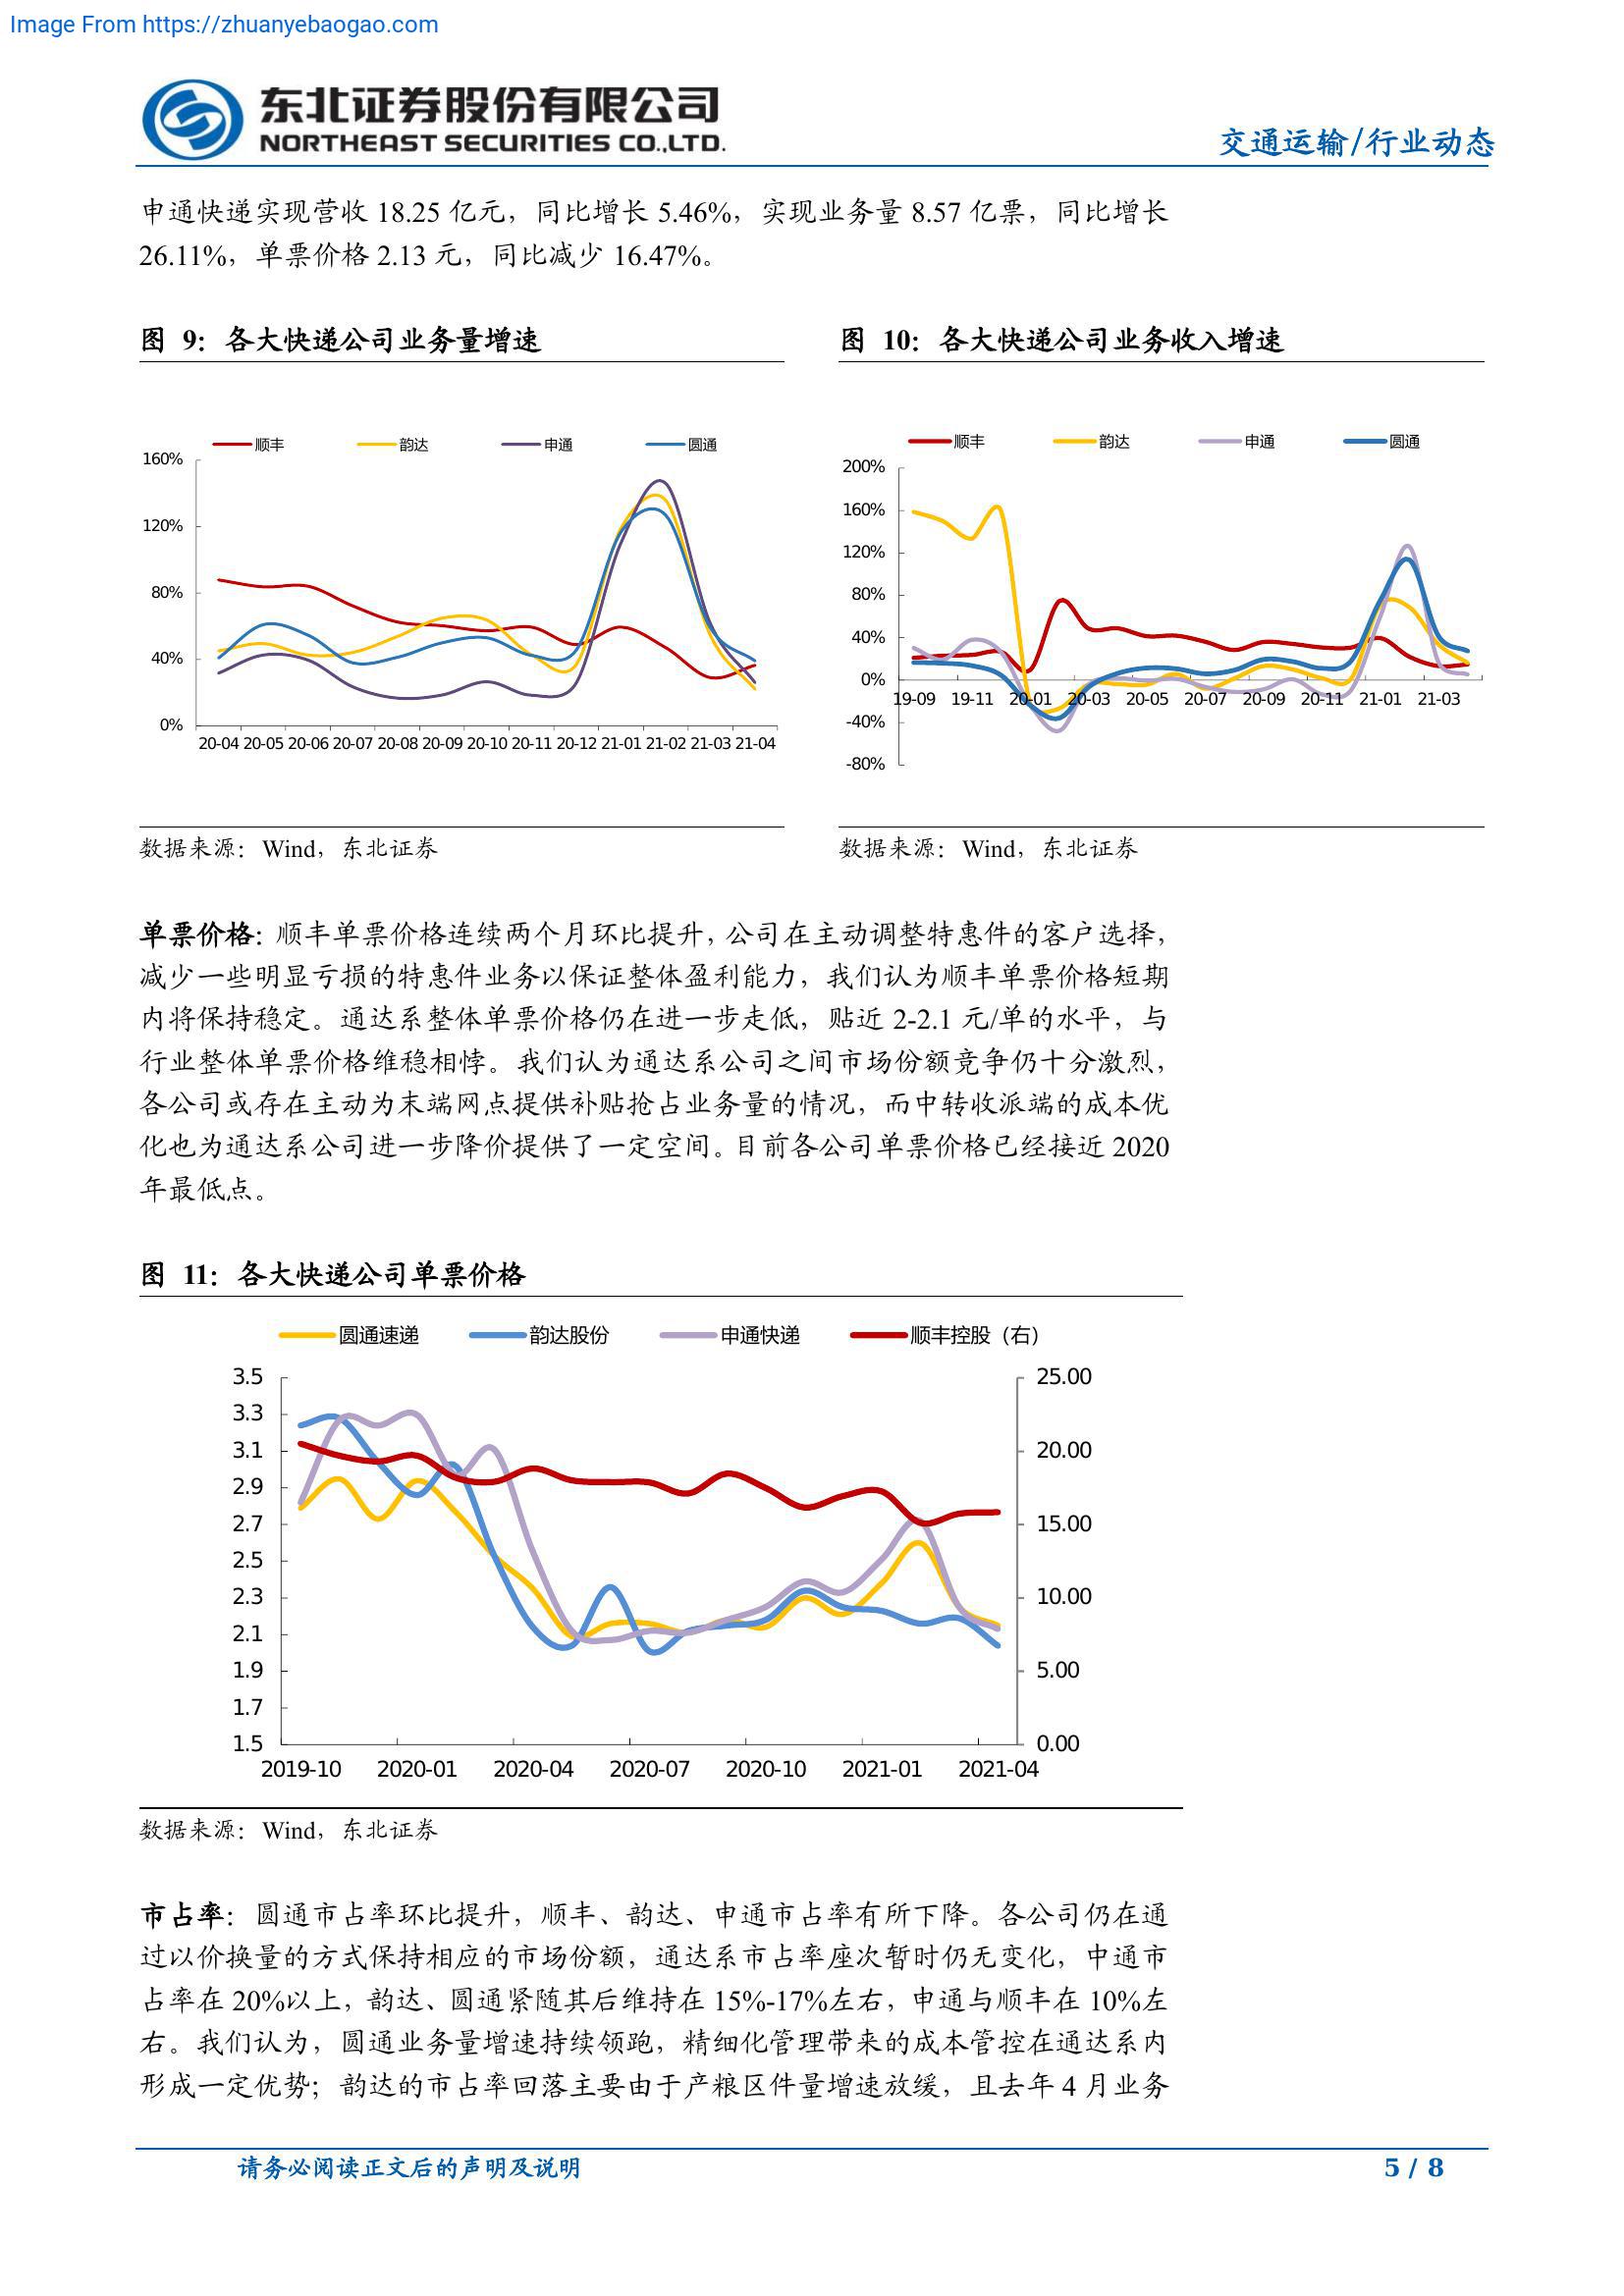 Image From https://zhuanyebaogao.com
东北证券股份有限公司
NORTHEAST SECURITIES CO.,LTD.
交通运输/行业动态
申通快递实现营收 18.25 亿元，同比增长 5.46%，实现业务量 8.57 亿票，同比增长
26.11%，单票价格 2.13 元，同比减少 16.47%。
图 9：各大快递公司业务量增速
顺丰 韵达 申通 圆通
160%
120%
80%
40%
0%
20-04 20-05 20-06 20-07 20-08 20-09 20-10 20-11 20-12 21-01 21-02 21-03 21-04
数据来源：Wind，东北证券
图 10：各大快递公司业务收入增速
顺丰 韵达 申通 圆通
200%
160%
120%
80%
40%
0%
19-09 19-11 20-01 20-03 20-05 20-07 20-09 20-11 21-01 21-03
-40%
-80%
数据来源：Wind，东北证券
单票价格：顺丰单票价格连续两个月环比提升，公司在主动调整特惠件的客户选择，
减少一些明显亏损的特惠件业务以保证整体盈利能力，我们认为顺丰单票价格短期
内将保持稳定。通达系整体单票价格仍在进一步走低，贴近 2-2.1 元/单的水平，与
行业整体单票价格维稳相悖。我们认为通达系公司之间市场份额竞争仍十分激烈，
各公司或存在主动为末端网点提供补贴抢占业务量的情况，而中转收派端的成本优
化也为通达系公司进一步降价提供了一定空间。目前各公司单票价格已经接近 2020
年最低点。
图 11：各大快递公司单票价格
圆通速递 韵达股份 申通快递 顺丰控股（右）
3.5 25.00
3.3
3.1 20.00
2.9
2.7 15.00
2.5
2.3 10.00
2.1
1.9 5.00
1.7
1.5 0.00
2019-10 2020-01 2020-04 2020-07 2020-10 2021-01 2021-04
数据来源：Wind，东北证券
市占率：圆通市占率环比提升，顺丰、韵达、申通市占率有所下降。各公司仍在通
过以价换量的方式保持相应的市场份额，通达系市占率座次暂时仍无变化，中通市
占率在 20%以上，韵达、圆通紧随其后维持在 15%-17%左右，申通与顺丰在 10%左
右。我们认为，圆通业务量增速持续领跑，精细化管理带来的成本管控在通达系内
形成一定优势；韵达的市占率回落主要由于产粮区件量增速放缓，且去年 4 月业务
请务必阅读正文后的声明及说明
5 / 8